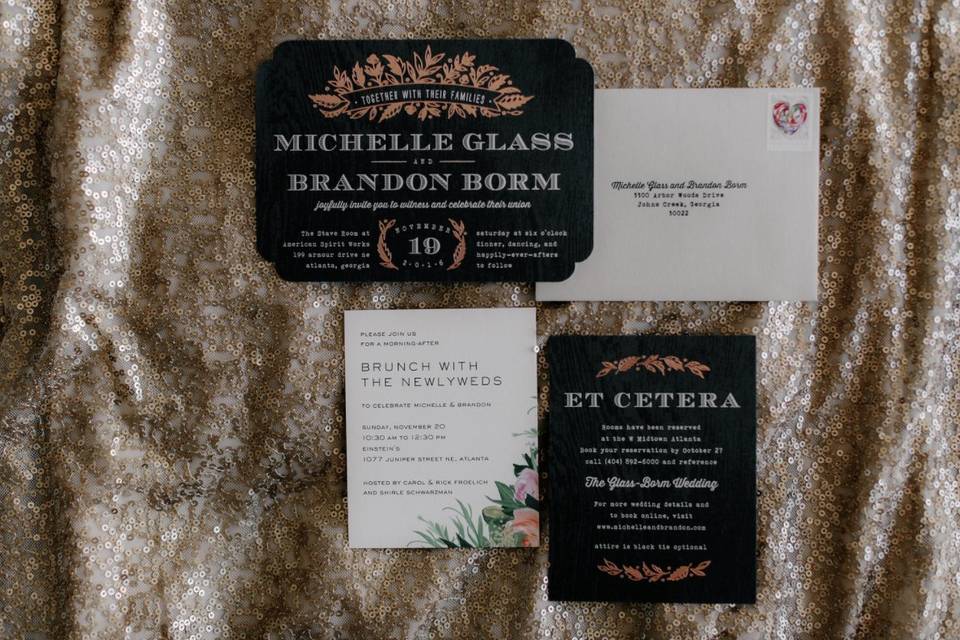 TOGETHER WITH THEIR FAMILIES
MICHELLE GLASS
AND
BRANDON BORM
joyfully invite you to witness and celebrate their union
The Stave Room at
American Spirit Works
199 armour drive ne
atlanta, georgia
NOVEMBER
19
2·0·1·6
saturday at six o'clock
dinner, dancing, and
happily-ever-afters
to follow
Michelle Glass and Brandon Borm
1100 Arbor Woods Drive
Johns Creek, Georgia
30022
PLEASE JOIN US
FOR A MORNING-AFTER
BRUNCH WITH
THE NEWLYWEDS
TO CELEBRATE MICHELLE & BRANDON
SUNDAY, NOVEMBER 20
10:30 AM TO 12:30 PM
EINSTEIN'S
1077 JUNIPER STREET NE, ATLANTA
HOSTED BY CAROL & RICK FROELICH
AND SHIRLE SCHWARZMAN
ET CETERA
Rooms have been reserved
at the W Midtown Atlanta
Book your reservation by October 27
call (404) 892-6000 and reference
The Glass-Borm Wedding
For more wedding details and
to book online, visit
www.michelleandbrandon.com
attire is black tie optional